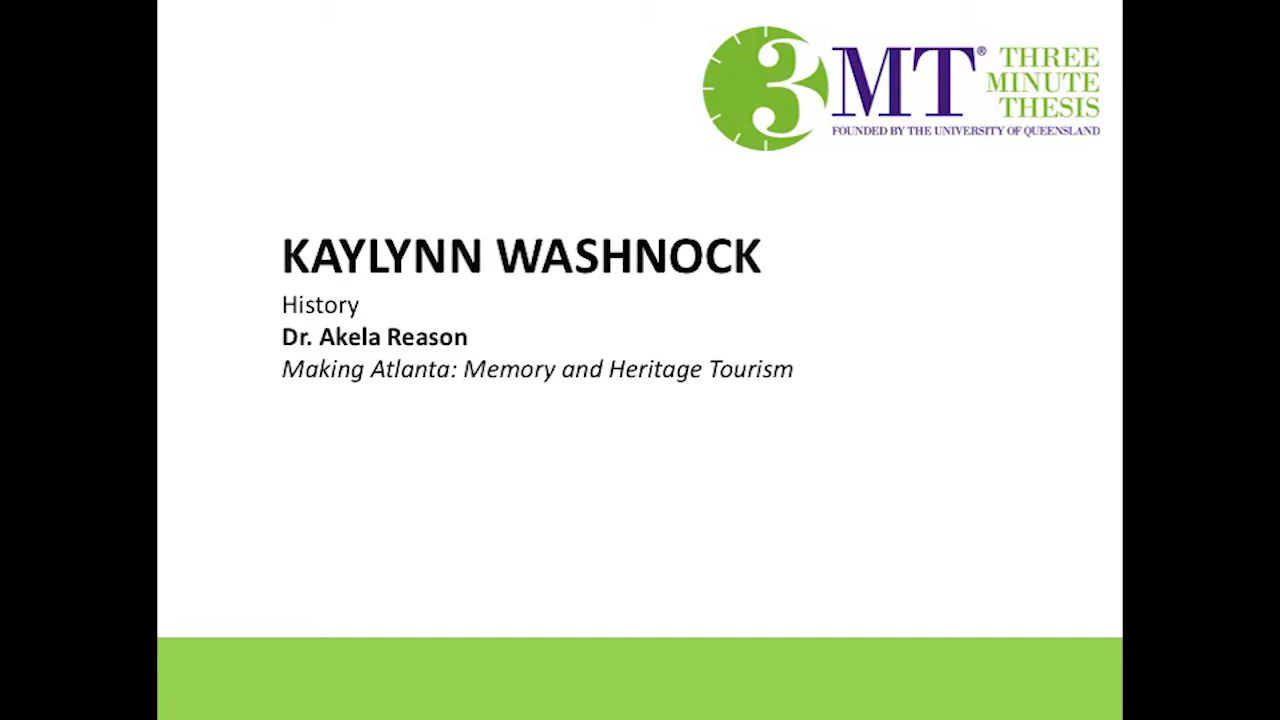 3MT® THREE
MINUTE
THESIS
FOUNDED BY THE UNIVERSITY OF QUEENSLAND
KAYLYNN WASHNOCK
History
Dr. Akela Reason
Making Atlanta: Memory and Heritage Tourism